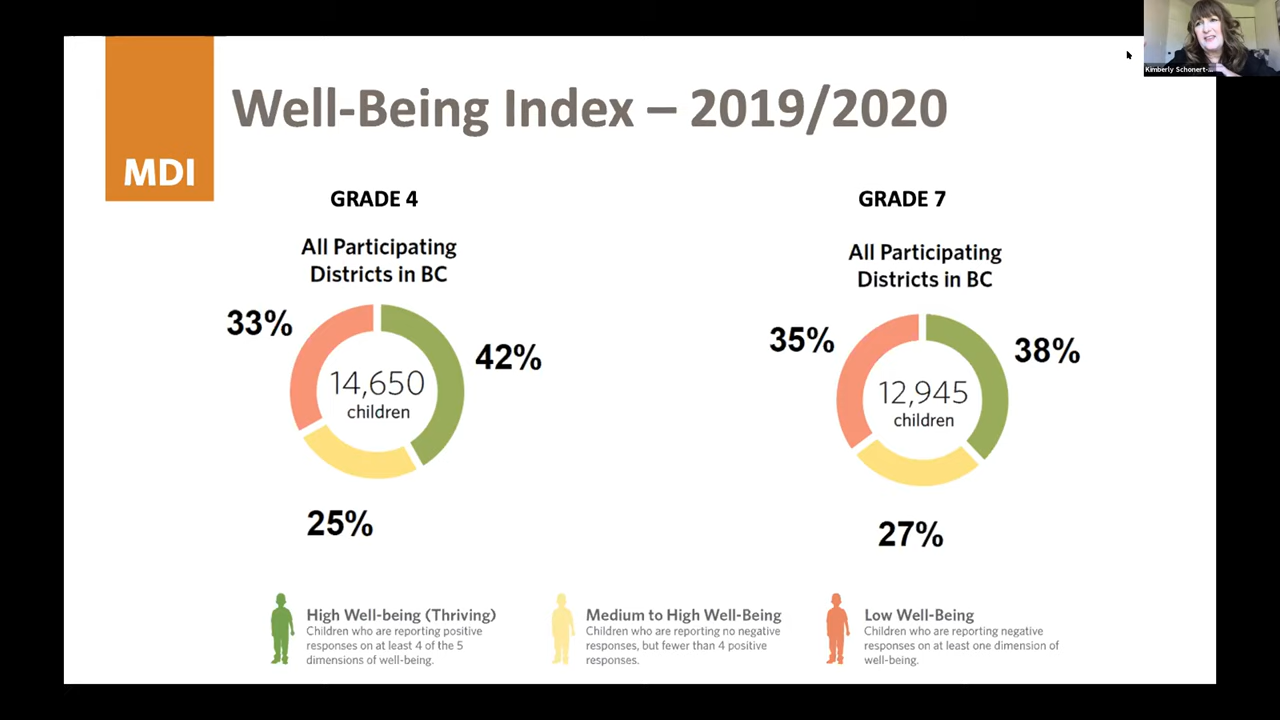 Kimberly Schonert-...
MDI
Well-Being Index – 2019/2020
GRADE 4
All Participating
Districts in BC
33%
42%
14,650
children
25%
GRADE 7
All Participating
Districts in BC
35%
38%
12,945
children
27%
High Well-being (Thriving)
Children who are reporting positive
responses on at least 4 of the 5
dimensions of well-being.
Medium to High Well-Being
Children who are reporting no negative
responses, but fewer than 4 positive
responses.
Low Well-Being
Children who are reporting negative
responses on at least one dimension of
well-being.